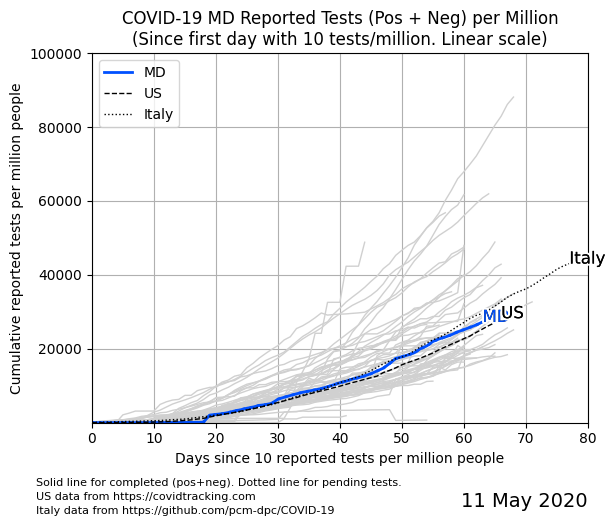 COVID-19 MD Reported Tests (Pos + Neg) per Million
(Since first day with 10 tests/million. Linear scale)
100000
80000
60000
40000
20000
Cumulative reported tests per million people
MD
US
Italy
Italy
MD
US
0 10 20 30 40 50 60 70 80
Days since 10 reported tests per million people
Solid line for completed (pos+neg). Dotted line for pending tests.
US data from https://covidtracking.com
Italy data from https://github.com/pcm-dpc/COVID-19
11 May 2020